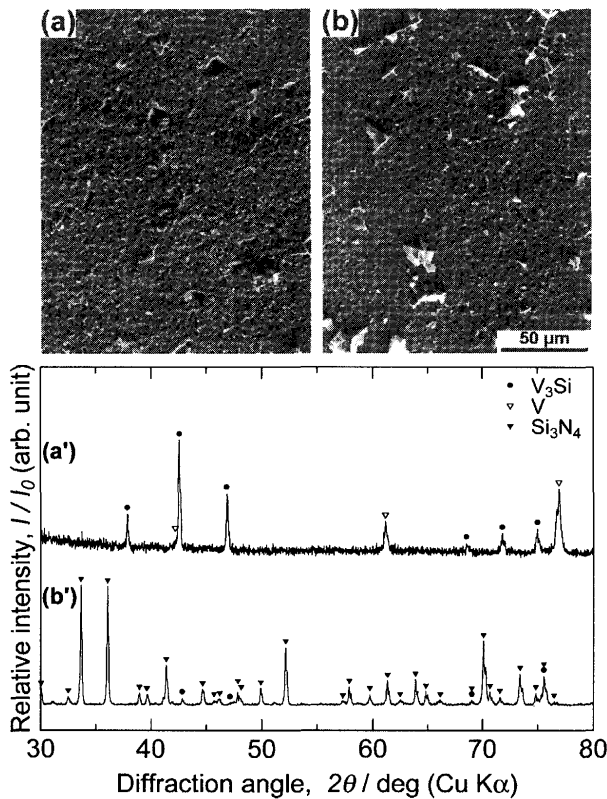 (a)
(b)
50 μm
Relative intensity, I / I₀ (arb. unit)
(a')
V₃Si
V
Si₃N₄
(b')
30 40 50 60 70 80
Diffraction angle, 2θ / deg (Cu Kα)